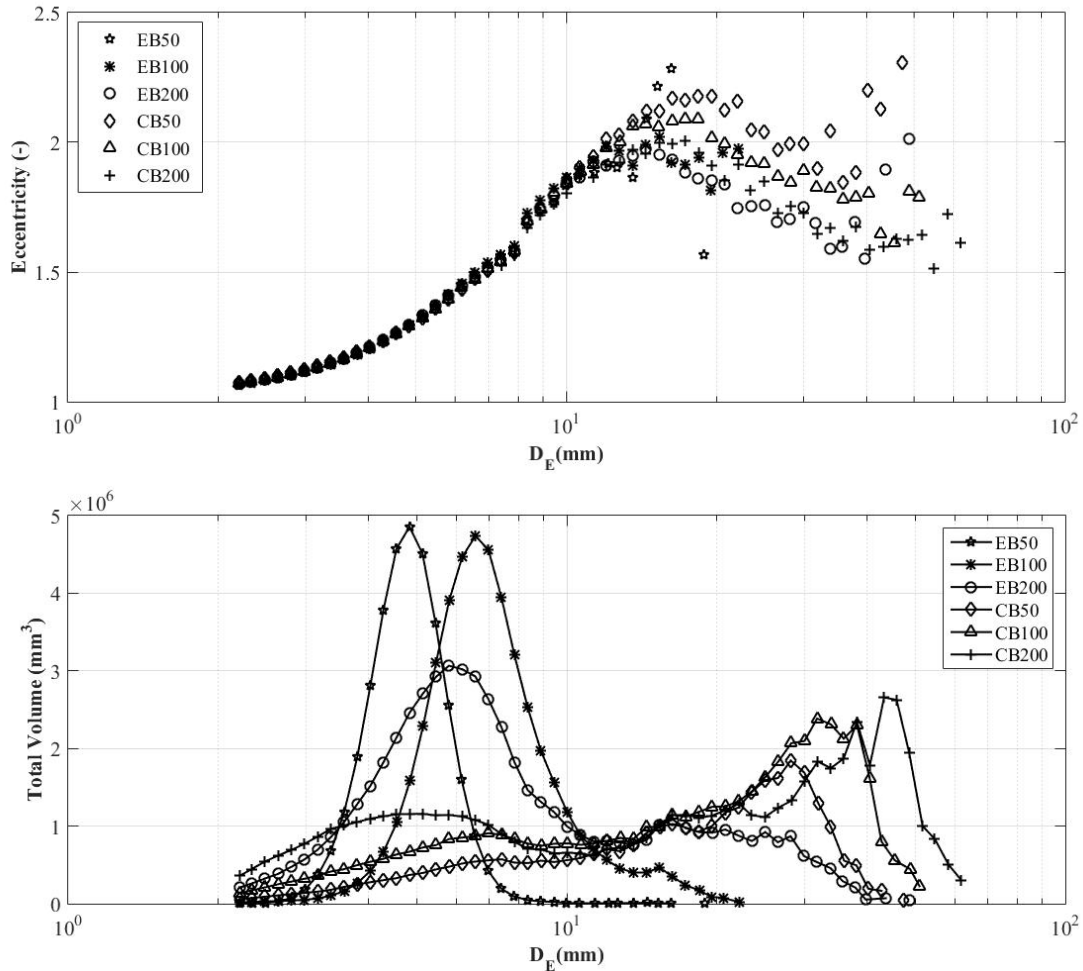 2.5
EB50
EB100
EB200
CB50
CB100
CB200
2
1.5
1
Eccentricity (-)
10^0
10^1
10^2
D_E(mm)
×10^6
5
4
3
2
1
0
Total Volume (mm^3)
EB50
EB100
EB200
CB50
CB100
CB200
10^0
10^1
10^2
D_E(mm)